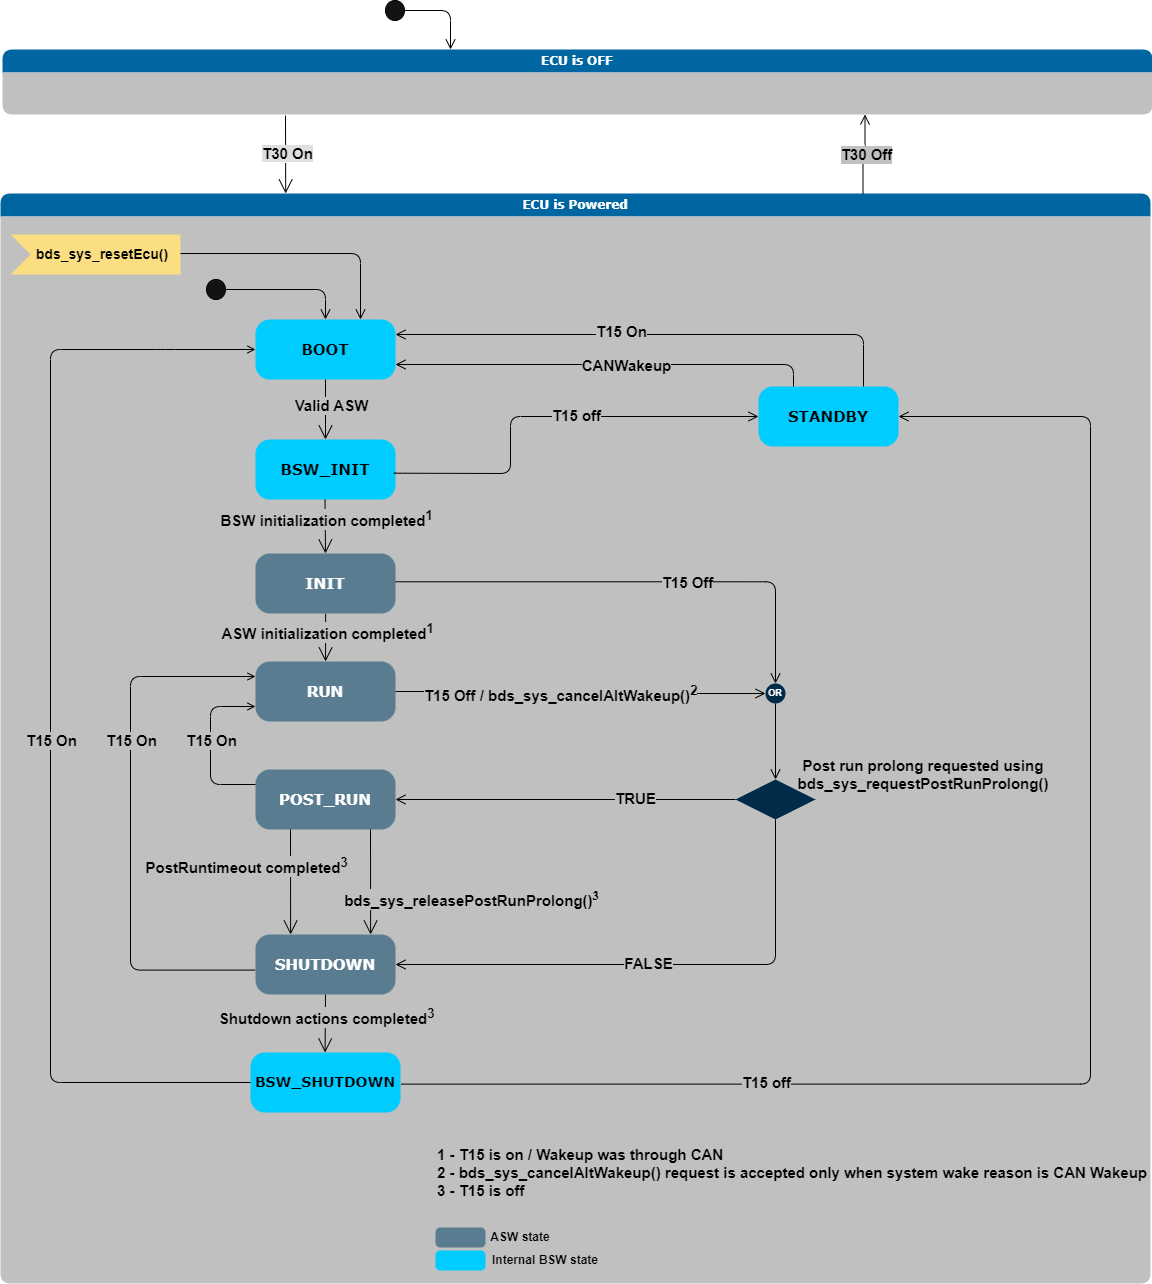 ECU is OFF
T30 On
T30 Off
ECU is Powered
bds_sys_resetEcu()
T15 On
BOOT
CANWakeup
Valid ASW
T15 off
STANDBY
BSW_INIT
BSW initialization completed1
INIT
T15 Off
ASW initialization completed1
RUN
T15 Off / bds_sys_cancelAltWakeup()2
OR
T15 On
T15 On
T15 On
Post run prolong requested using
bds_sys_requestPostRunProlong()
POST_RUN
TRUE
PostRuntimeout completed3
bds_sys_releasePostRunProlong()3
SHUTDOWN
FALSE
Shutdown actions completed3
BSW_SHUTDOWN
T15 off
1 - T15 is on / Wakeup was through CAN
2 - bds_sys_cancelAltWakeup() request is accepted only when system wake reason is CAN Wakeup
3 - T15 is off
ASW state
Internal BSW state